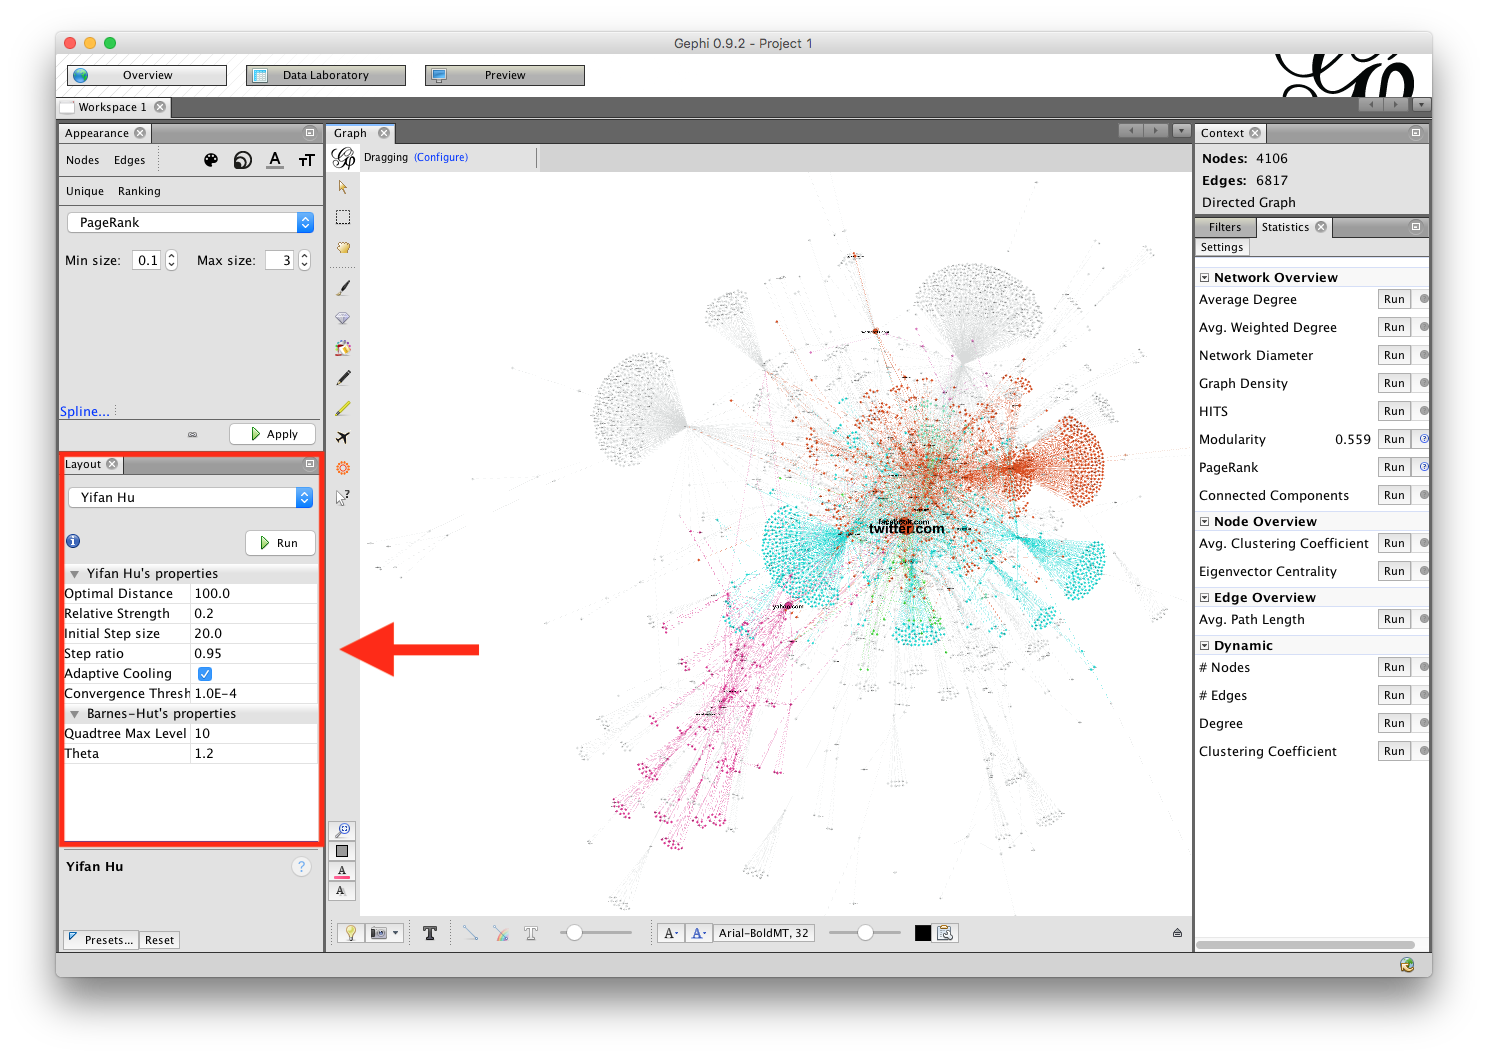 Gephi 0.9.2 - Project 1
Overview
Data Laboratory
Preview
Workspace 1
Appearance
Nodes Edges
Unique Ranking
PageRank
Min size: 0.1 Max size: 3
Spline...
Apply
Layout
Yifan Hu
Run
Yifan Hu's properties
Optimal Distance 100.0
Relative Strength 0.2
Initial Step size 20.0
Step ratio 0.95
Adaptive Cooling
Convergence Thresh 1.0E-4
Barnes-Hut's properties
Quadtree Max Level 10
Theta 1.2
Yifan Hu
Presets...
Reset
Graph
Dragging (Configure)
facebook.com
twitter.com
yahoo.com
Arial-BoldMT, 32
Context
Nodes: 4106
Edges: 6817
Directed Graph
Filters
Statistics
Settings
Network Overview
Average Degree Run
Avg. Weighted Degree Run
Network Diameter Run
Graph Density Run
HITS Run
Modularity 0.559 Run
PageRank Run
Connected Components Run
Node Overview
Avg. Clustering Coefficient Run
Eigenvector Centrality Run
Edge Overview
Avg. Path Length Run
Dynamic
# Nodes Run
# Edges Run
Degree Run
Clustering Coefficient Run